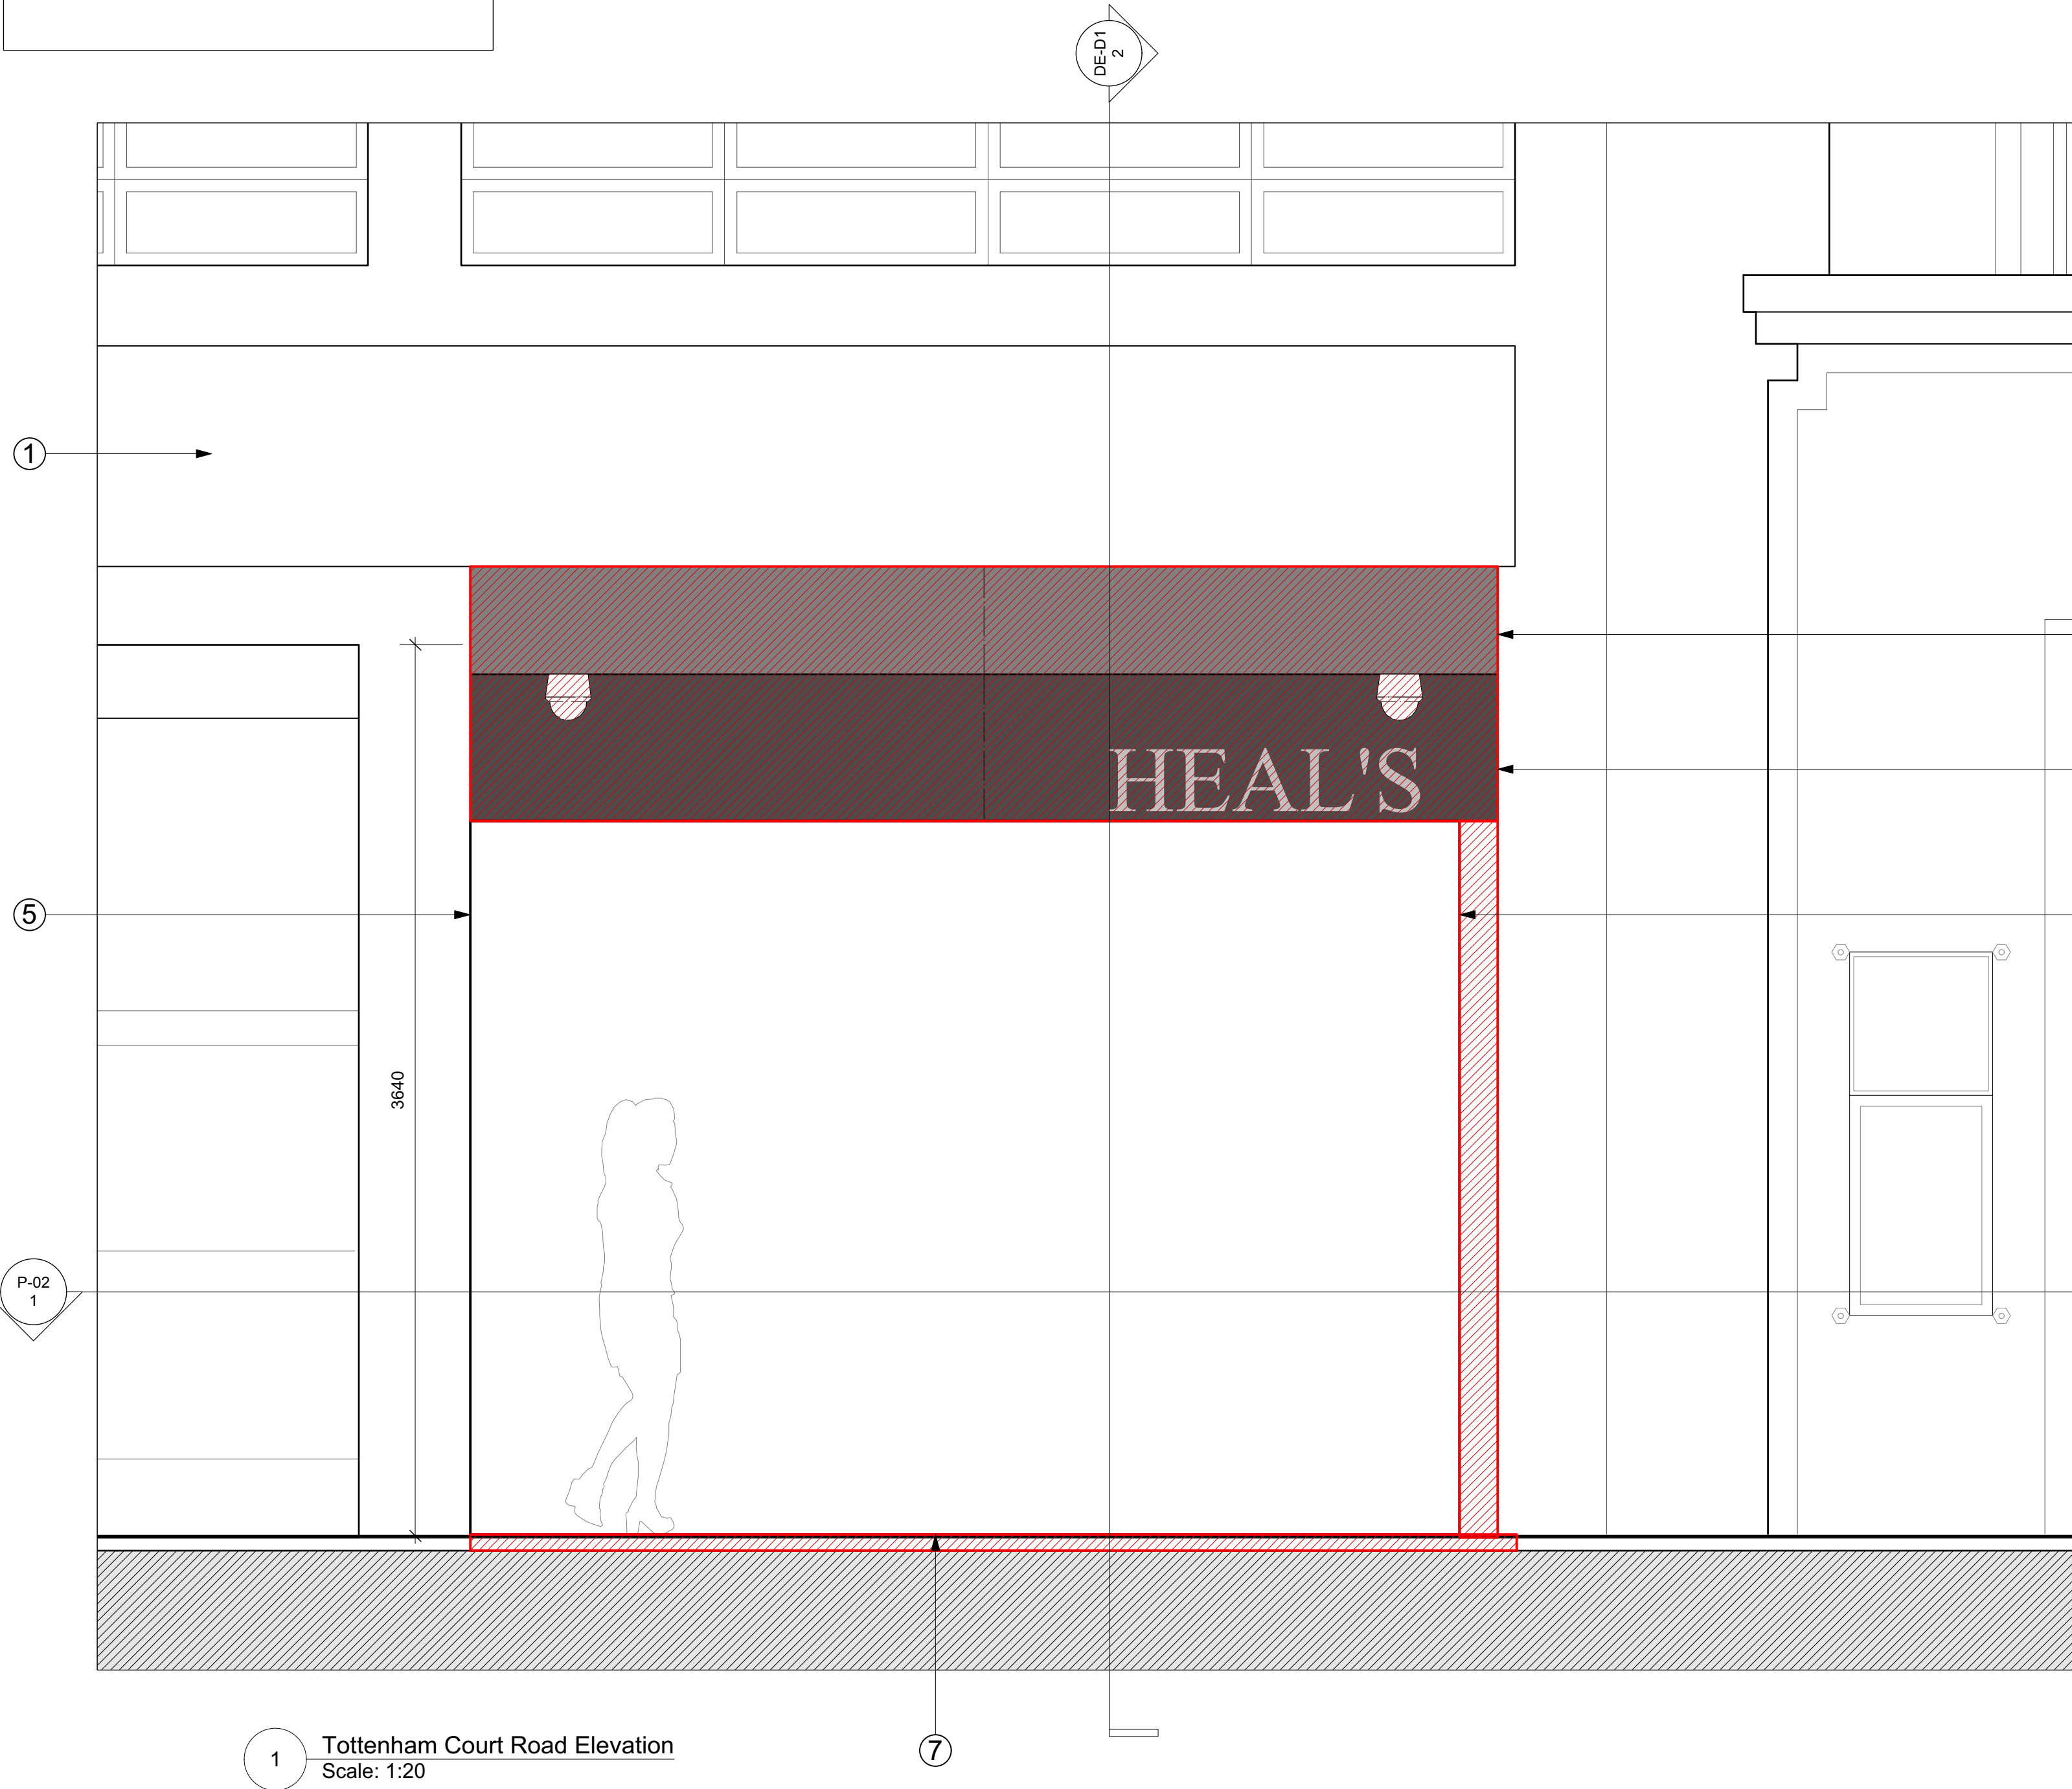 DE-D1
2
1
HEAL'S
5
3640
P-02
1
7
1
Tottenham Court Road Elevation
Scale: 1:20